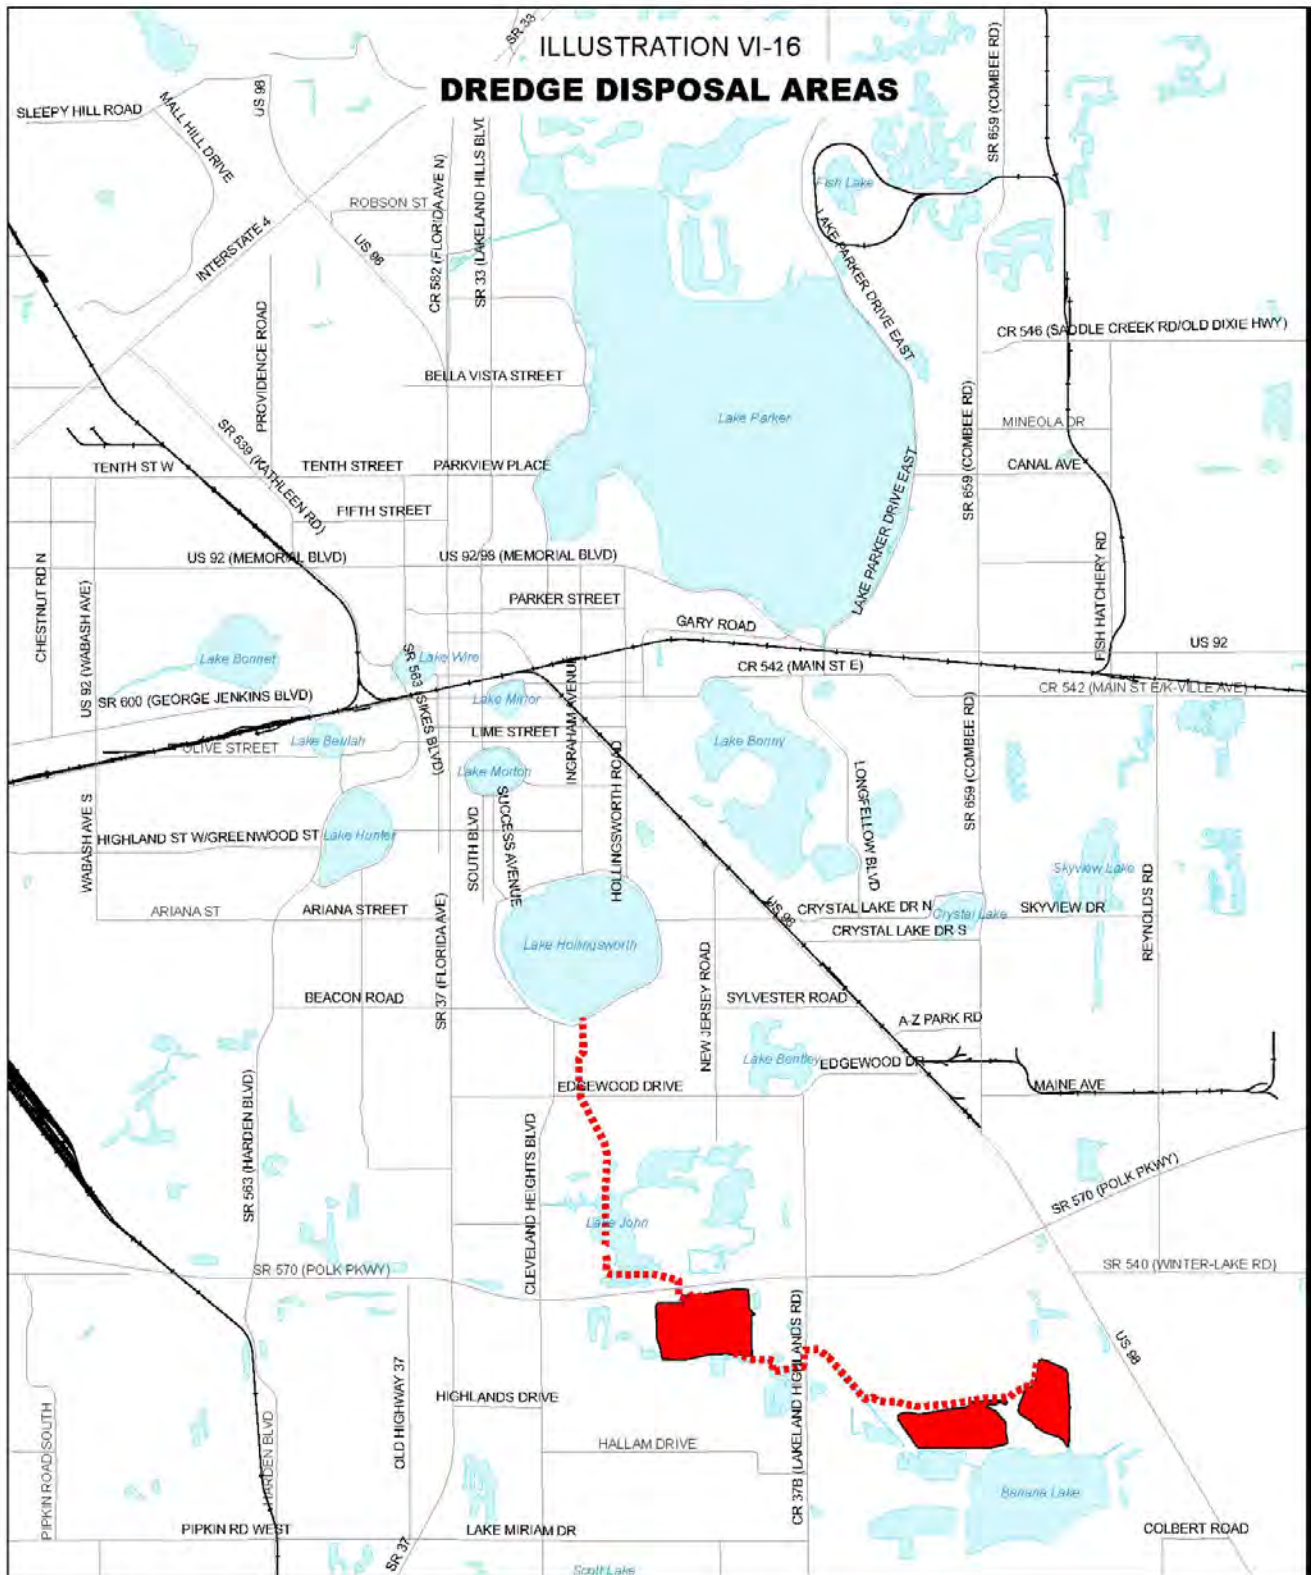 SR 33
ILLUSTRATION VI-16
DREDGE DISPOSAL AREAS
SLEEPY HILL ROAD
MALL HILL DRIVE
US 98
SR 659 (COMBEE RD)
CR 582 (FLORIDA AVE N)
SR 33 (LAKELAND HILLS BLVD
Fish Lake
ROBSON ST
INTERSTATE 4
US 98
LAKE PARKER DRIVE EAST
CR 546 (SADDLE CREEK RD/OLD DIXIE HWY)
PROVIDENCE ROAD
BELLA VISTA STREET
Lake Parker
SR 659 (COMBEE RD)
MINEOLA DR
SR 539 (KATHLEEN RD)
TENTH ST W
TENTH STREET
PARKVIEW PLACE
CANAL AVE
LAKE PARKER DRIVE EAST
FIFTH STREET
US 92 (MEMORIAL BLVD)
US 92/98 (MEMORIAL BLVD)
LAKE PARKER DRIVE EAST
FISH HATCHERY RD
CHESTNUT RD N
US 92 (WABASH AVE)
PARKER STREET
GARY ROAD
US 92
Lake Bonnet
Lake Wire
CR 542 (MAIN ST E)
CR 542 (MAIN ST E/K-VILLE AVE)
SR 600 (GEORGE JENKINS BLVD)
SR 563 (SIKES BLVD)
Lake Mirror
INGRAHAM AVENUE
LIME STREET
OLIVE STREET
Lake Beulah
Lake Bonny
SR 659 (COMBEE RD)
Lake Morton
HOLLINGSWORTH ROAD
LONGFELLOW BLVD
WABASH AVE S
HIGHLAND ST W/GREENWOOD ST
Lake Hunter
SOUTH BLVD
SUCCESS AVENUE
Skyview Lake
REYNOLDS RD
ARIANA ST
ARIANA STREET
US 98
CRYSTAL LAKE DR N
Crystal Lake
SKYVIEW DR
CRYSTAL LAKE DR S
Lake Hollingsworth
SR 37 (FLORIDA AVE)
NEW JERSEY ROAD
BEACON ROAD
SYLVESTER ROAD
A-Z PARK RD
Lake Bentley
EDGEWOOD DR
EDGEWOOD DRIVE
MAINE AVE
SR 563 (HARDEN BLVD)
CLEVELAND HEIGHTS BLVD
Lake John
SR 570 (POLK PKWY)
SR 570 (POLK PKWY)
SR 540 (WINTER-LAKE RD)
CR 37B (LAKELAND HIGHLANDS RD)
US 98
OLD HIGHWAY 37
HIGHLANDS DRIVE
PIPKIN ROAD SOUTH
HARDEN BLVD
HALLAM DRIVE
Banana Lake
PIPKIN RD WEST
LAKE MIRIAM DR
COLBERT ROAD
SR 37
Scott Lake